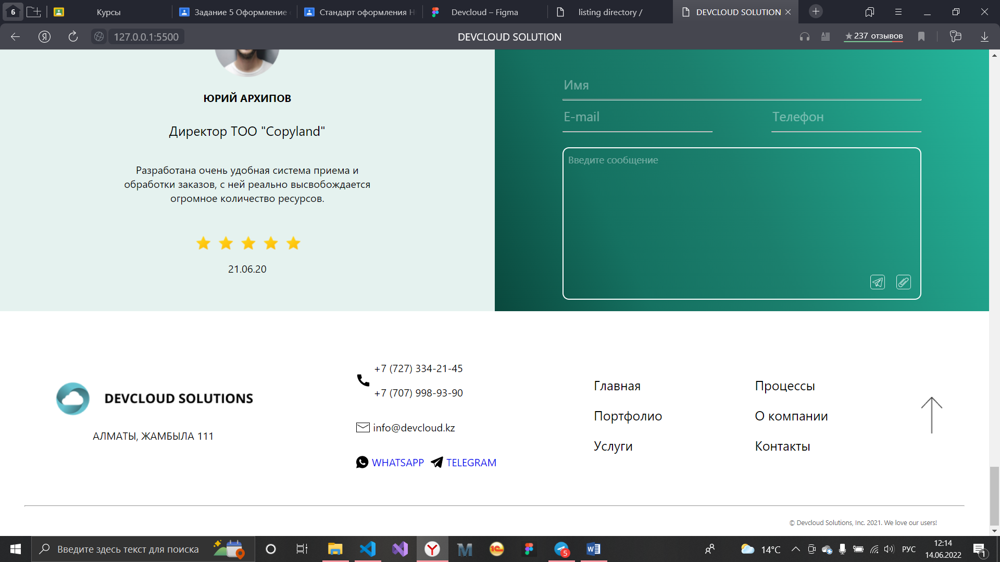 6
Курсы
Задание 5 Оформление
Стандарт оформления H
Devcloud – Figma
listing directory /
DEVCLOUD SOLUTION
127.0.0.1:5500
DEVCLOUD SOLUTION
237 отзывов
ЮРИЙ АРХИПОВ
Директор ТОО "Copyland"
Разработана очень удобная система приема и
обработки заказов, с ней реально высвобождается
огромное количество ресурсов.
21.06.20
Имя
E-mail
Телефон
Введите сообщение
DEVCLOUD SOLUTIONS
АЛМАТЫ, ЖАМБЫЛА 111
+7 (727) 334-21-45
+7 (707) 998-93-90
info@devcloud.kz
WHATSAPP
TELEGRAM
Главная
Портфолио
Услуги
Процессы
О компании
Контакты
© Devcloud Solutions, Inc. 2021. We love our users!
Введите здесь текст для поиска
5
14°C
РУС
12:14
14.06.2022
1